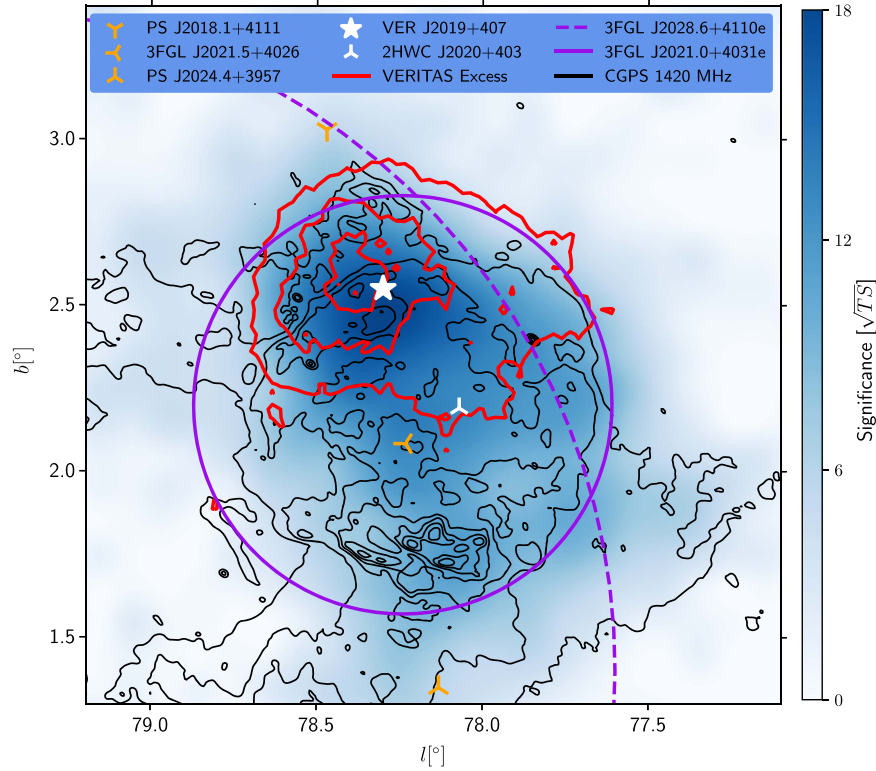 PS J2018.1+4111 VER J2019+407 3FGL J2028.6+4110e
3FGL J2021.5+4026 2HWC J2020+403 3FGL J2021.0+4031e
PS J2024.4+3957 VERITAS Excess CGPS 1420 MHz
18
12
6
0
Significance [√TS]
3.0
2.5
2.0
1.5
b[°]
79.0 78.5 78.0 77.5
l[°]